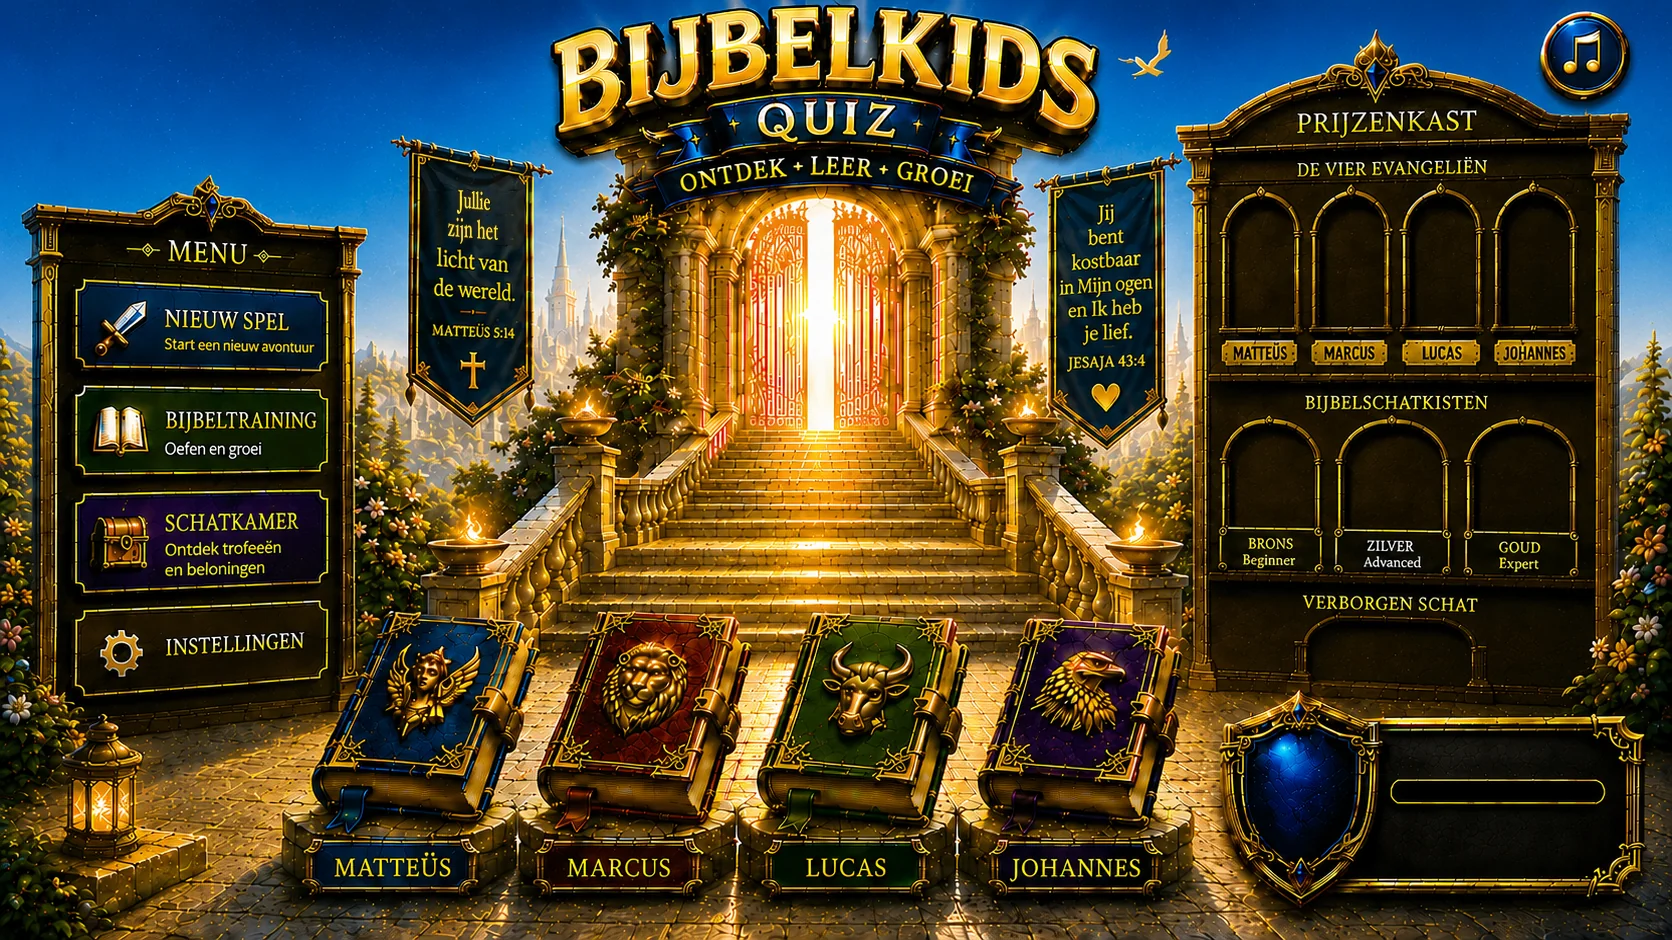 BIJBELKIDS
QUIZ
ONTDEK + LEER + GROEI
MENU
NIEUW SPEL
Start een nieuw avontuur
BIJBELTRAINING
Oefen en groei
SCHATKAMER
Ontdek trofeeën
en beloningen
INSTELLINGEN
Jullie
zijn het
licht van
de wereld.
MATTEÜS 5:14
Jij
bent
kostbaar
in Mijn ogen
en Ik heb
je lief.
JESAJA 43:4
PRIJZENKAST
DE VIER EVANGELIËN
MATTEÜS MARCUS LUCAS JOHANNES
BIJBELSCHATKISTEN
BRONS
Beginner
ZILVER
Advanced
GOUD
Expert
VERBORGEN SCHAT
MATTEÜS
MARCUS
LUCAS
JOHANNES